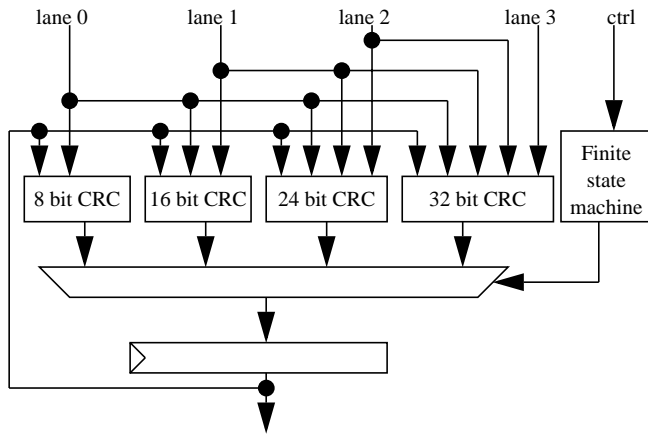 lane 0
lane 1
lane 2
lane 3
ctrl
8 bit CRC
16 bit CRC
24 bit CRC
32 bit CRC
Finite
state
machine